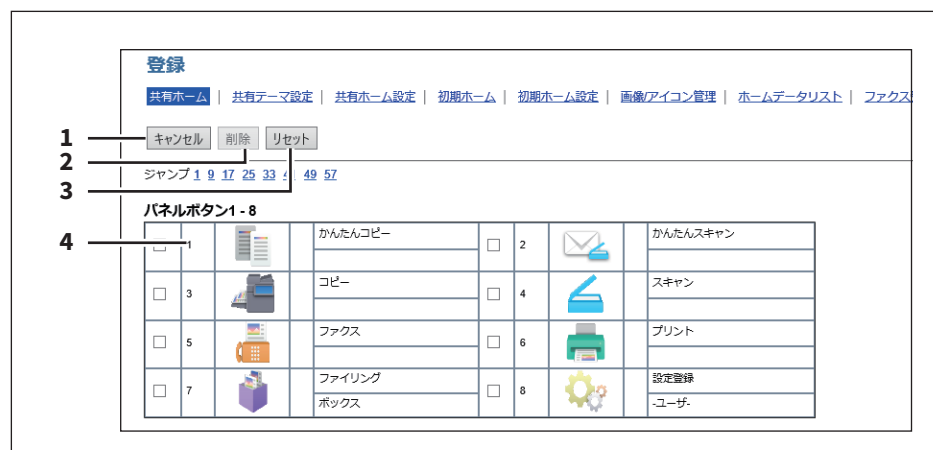 登録
共有ホーム | 共有テーマ設定 | 共有ホーム設定 | 初期ホーム | 初期ホーム設定 | 画像/アイコン管理 | ホームデータリスト | ファクス
1 キャンセル 削除 リセット
2
ジャンプ 1 9 17 25 33 49 57
3
パネルボタン1 - 8
4
1 かんたんコピー 2 かんたんスキャン
3 コピー 4 スキャン
5 ファクス 6 プリント
7 ファイリング 8 設定登録
ボックス -ユーザ-